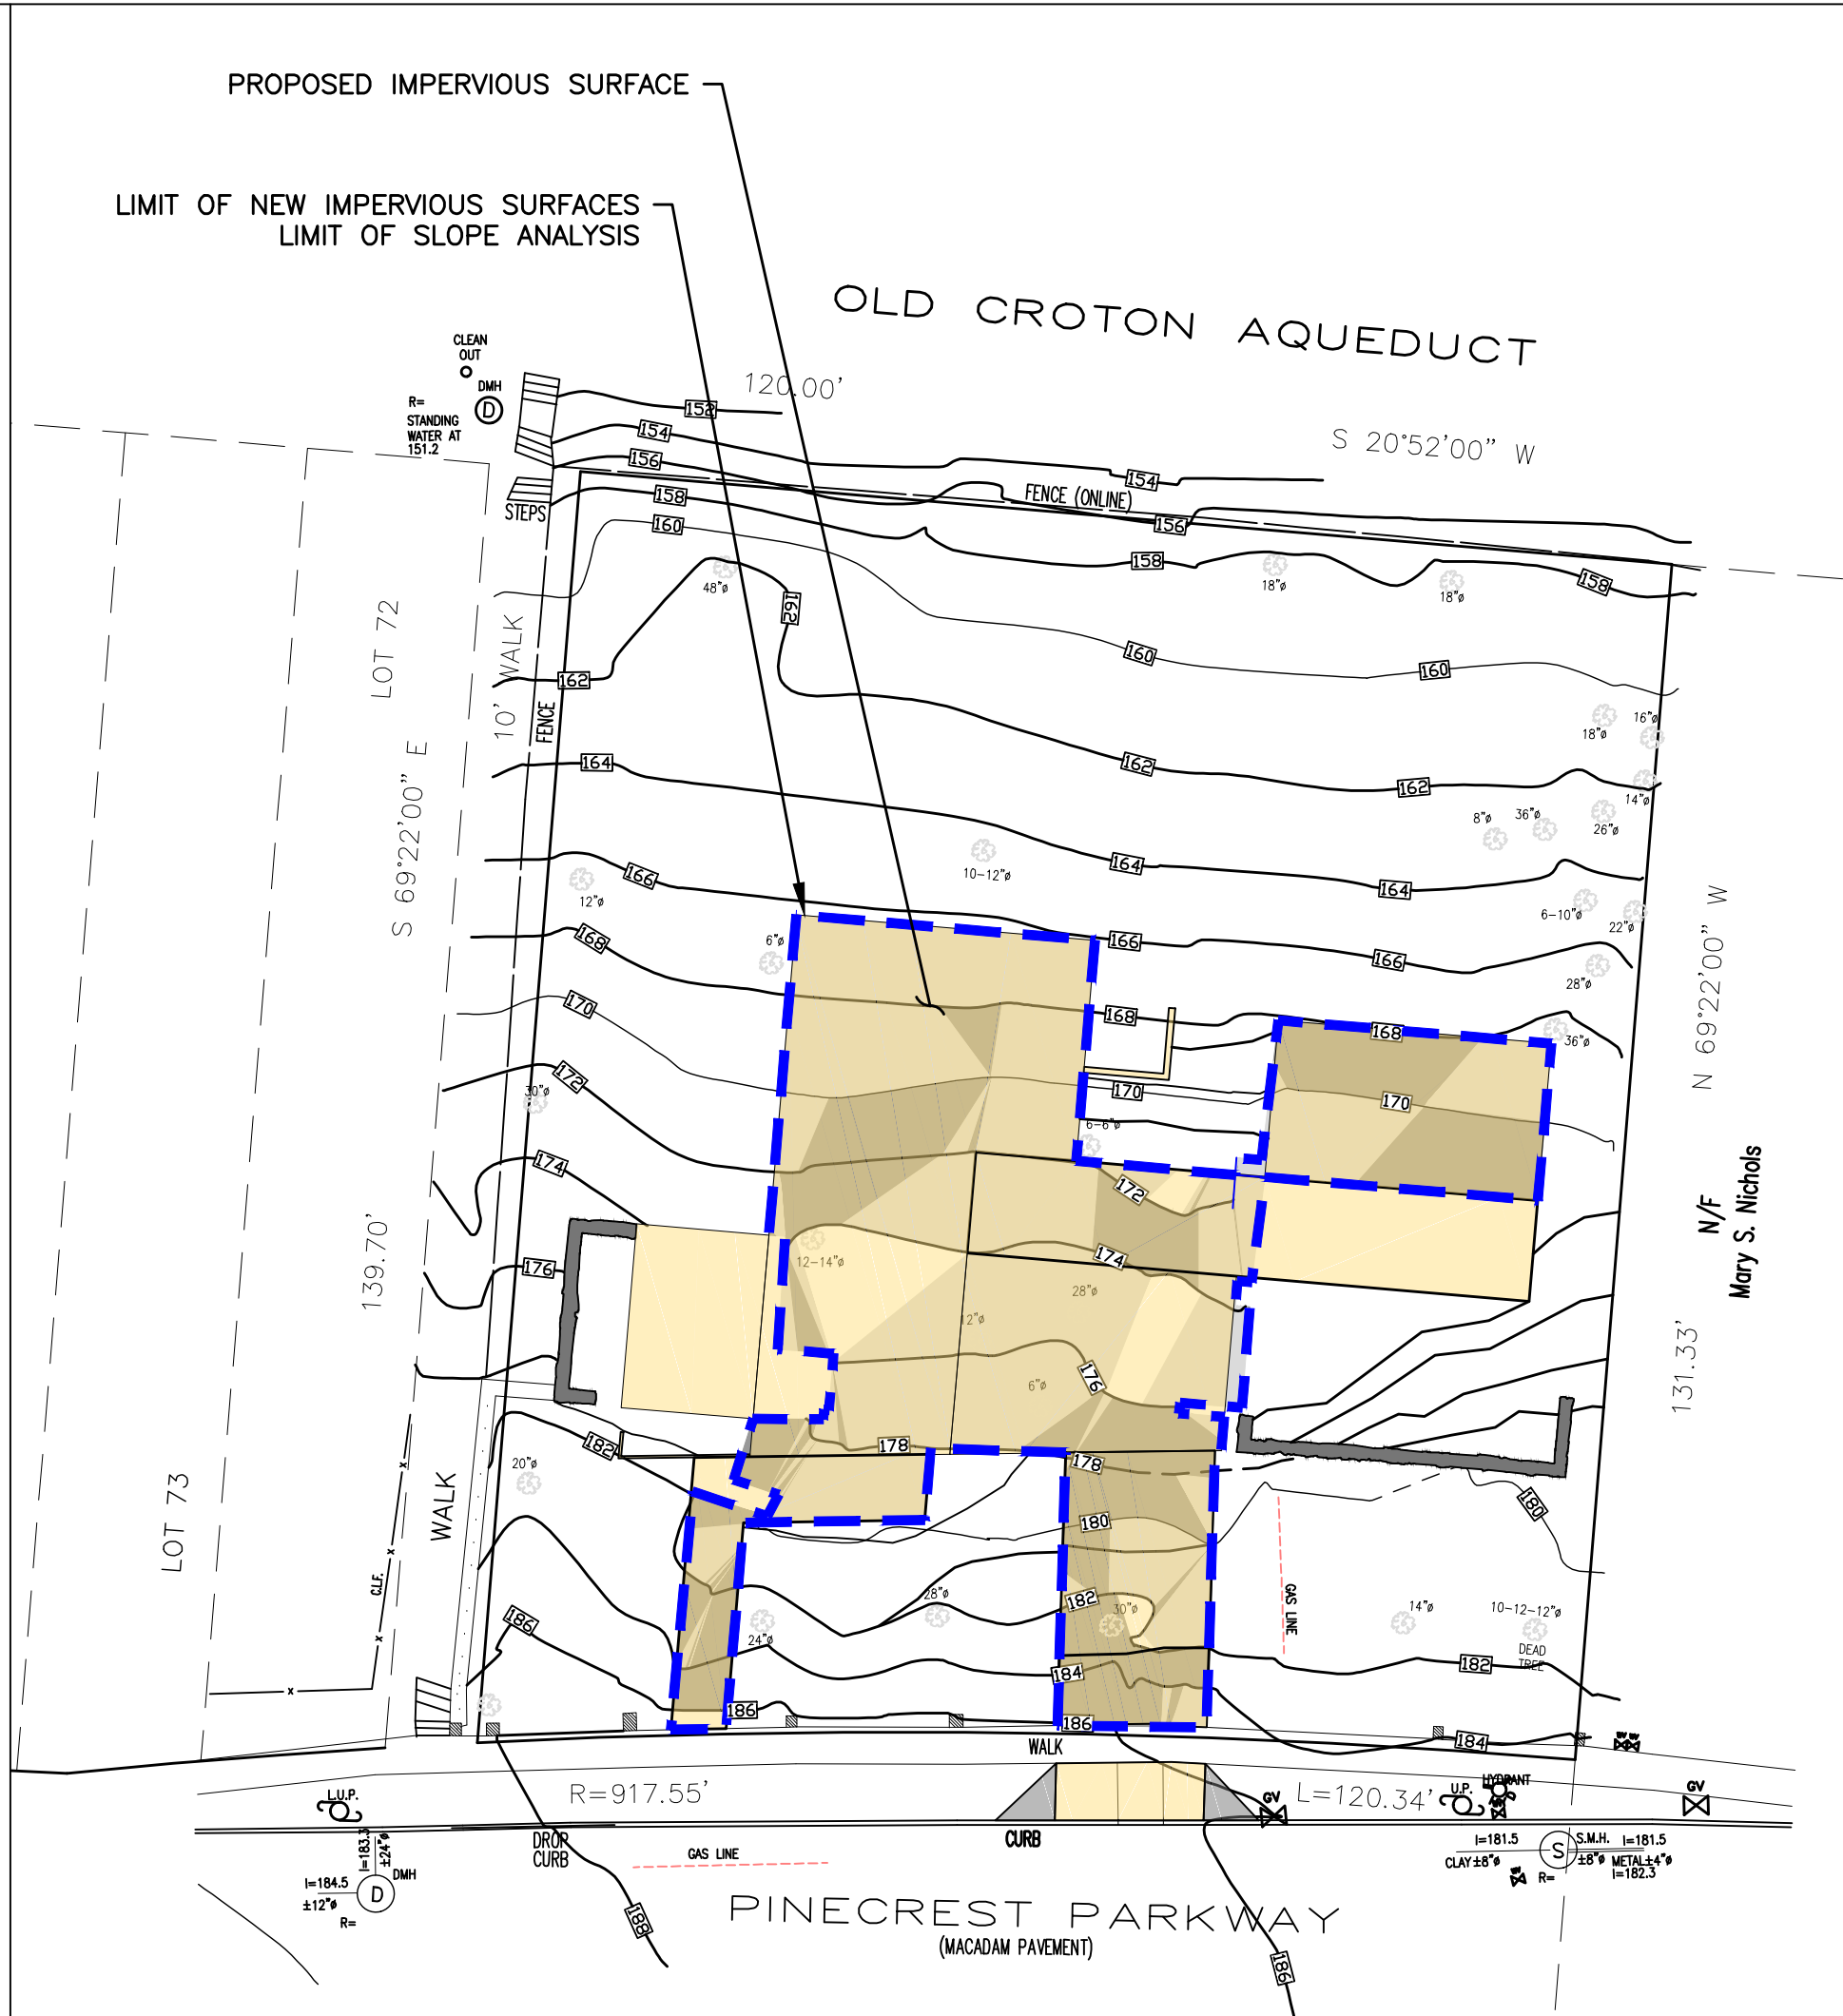 PROPOSED IMPERVIOUS SURFACE
LIMIT OF NEW IMPERVIOUS SURFACES
LIMIT OF SLOPE ANALYSIS
OLD CROTON AQUEDUCT
CLEAN
OUT
DMH
D
R=
STANDING
WATER AT
151.2
120.00'
S 20°52'00" W
152
154
156
154
158
FENCE (ONLINE)
156
STEPS
160
158
158
48"ø
18"ø
18"ø
162
LOT 72
10' WALK
160
160
162
FENCE
16"ø
18"ø
164
162
162
14"ø
S 69°22'00" E
8"ø
36"ø
26"ø
166
10-12"ø
164
164
12"ø
6-10"ø
22"ø
N 69°22'00" W
168
6"ø
166
166
28"ø
170
168
168
36"ø
172
30"ø
170
170
6-6"ø
174
172
N/F
Mary S. Nichols
139.70'
176
12-14"ø
174
28"ø
12"ø
131.33'
176
6"ø
182
178
178
20"ø
180
LOT 73
WALK
C.L.F.
x
x
x
x
180
28"ø
182
30"ø
GAS LINE
14"ø
10-12-12"ø
186
24"ø
DEAD
TREE
184
182
186
186
184
WALK
R=917.55'
L=120.34'
L.U.P.
GV
U.P.
HYDRANT
GV
DROP
CURB
CURB
GAS LINE
I=183.3
±24"ø
DMH
I=184.5
±12"ø
D
R=
I=181.5
CLAY±8"ø
S
S.M.H.
I=181.5
±8"ø
METAL±4"ø
I=182.3
R=
188
PINECREST PARKWAY
(MACADAM PAVEMENT)
186